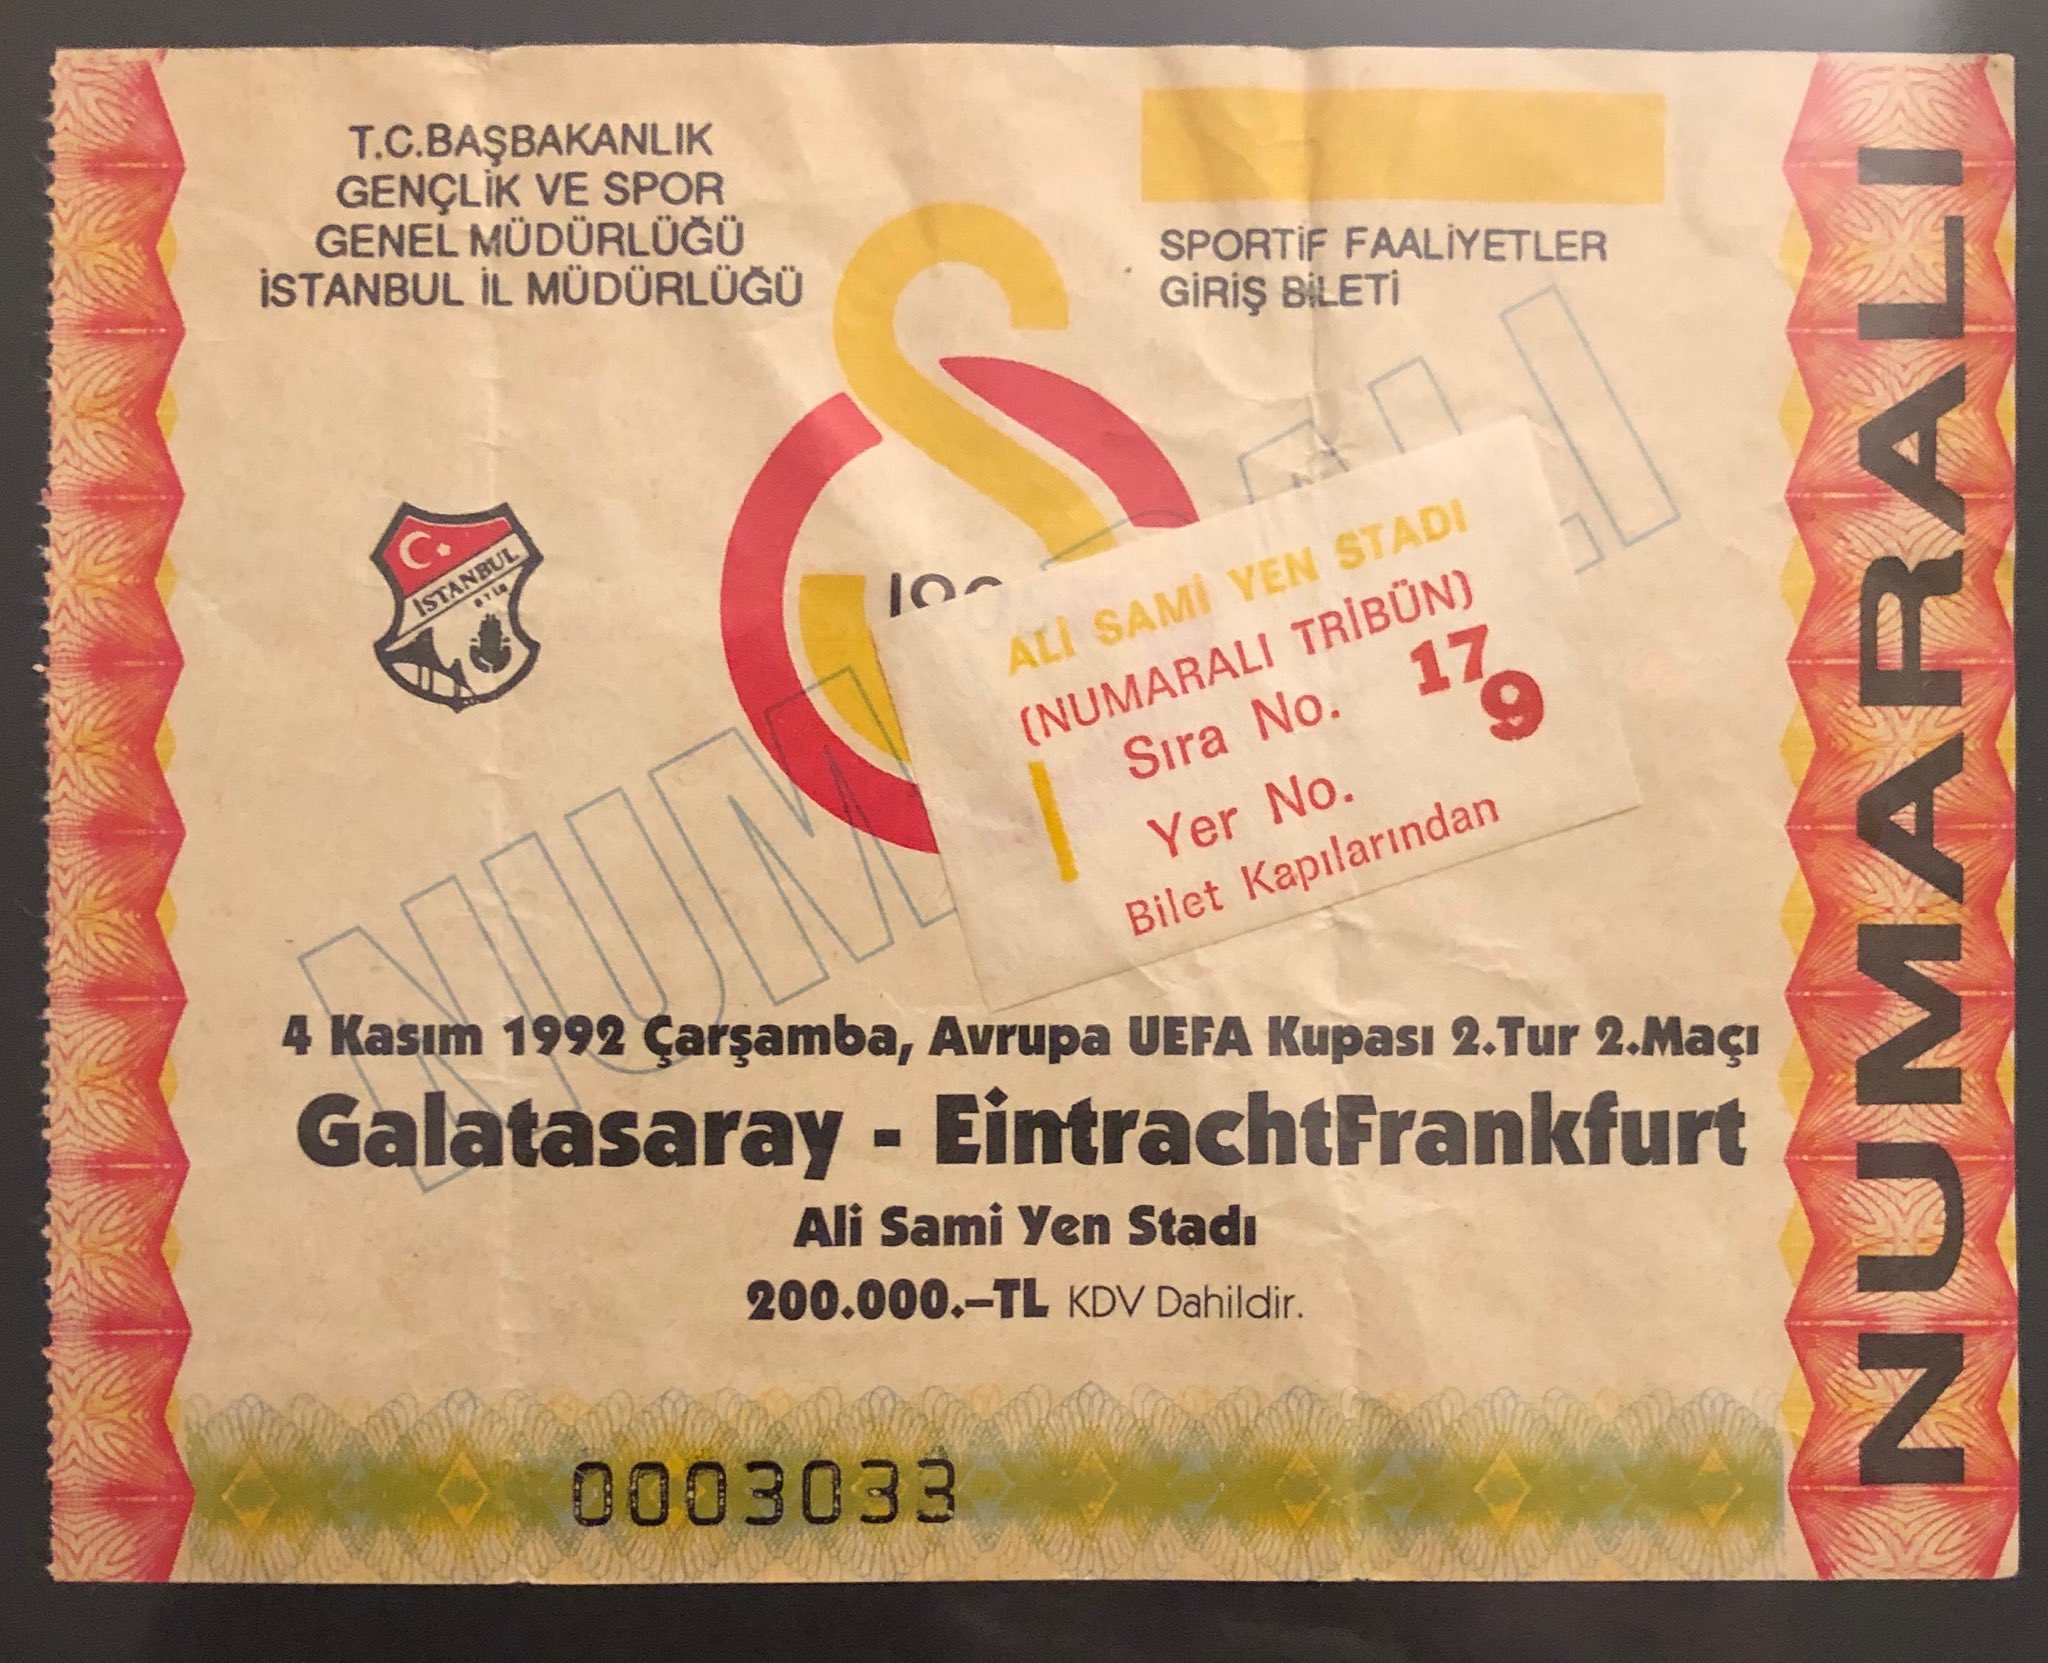 T.C.BAŞBAKANLIK
GENÇLİK VE SPOR
GENEL MÜDÜRLÜĞÜ
İSTANBUL İL MÜDÜRLÜĞÜ
SPORTİF FAALİYETLER
GİRİŞ BİLETİ
İSTANBUL
ALİ SAMİ YEN STADI
(NUMARALI TRİBÜN)
Sıra No. 17
Yer No. 9
Bilet Kapılarından
4 Kasım 1992 Çarşamba, Avrupa UEFA Kupası 2.Tur 2.Maçı
Galatasaray - EintrachtFrankfurt
Ali Sami Yen Stadı
200.000.–TL KDV Dahildir.
0003033
NUMARALI